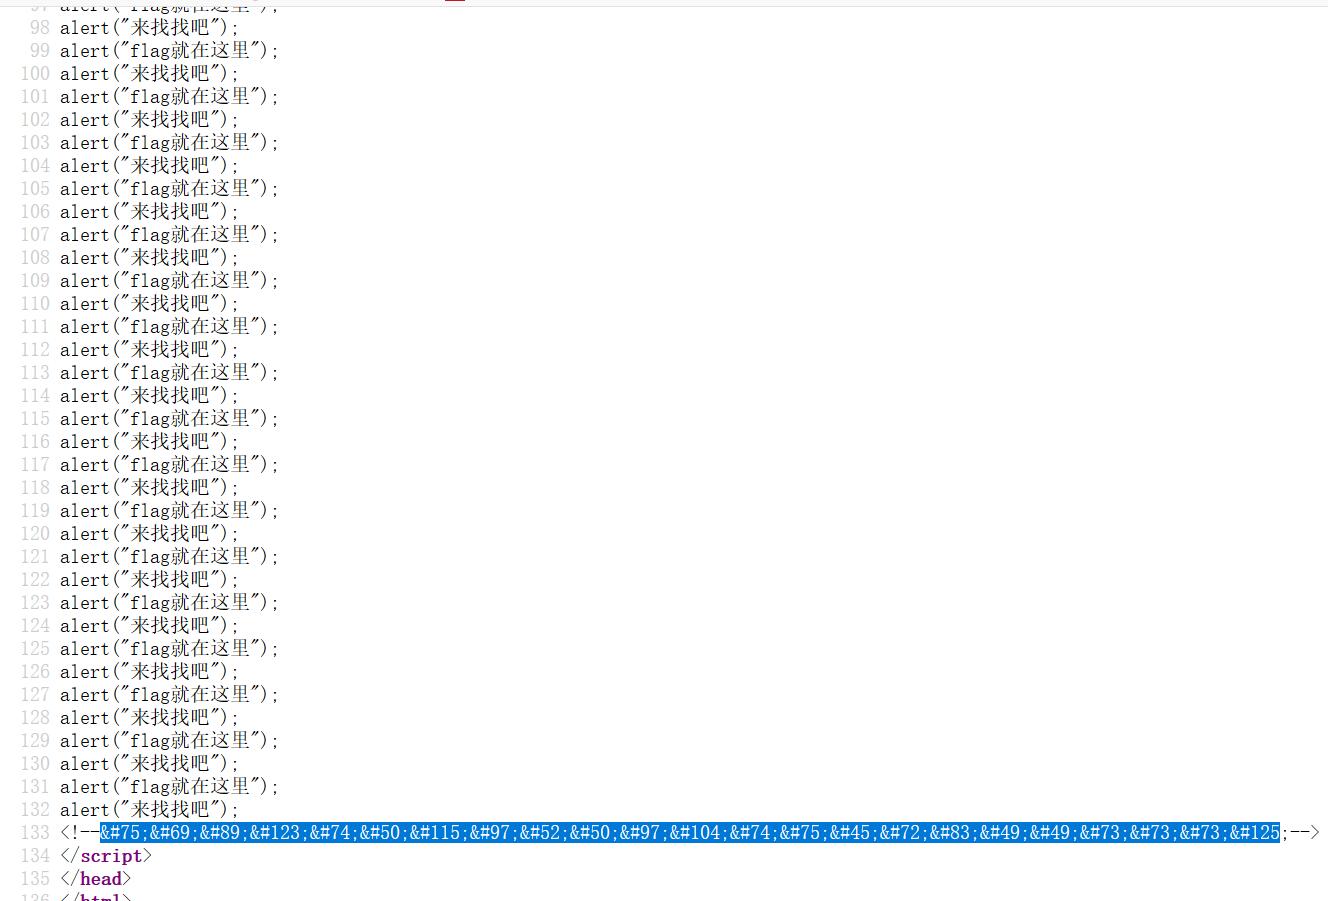 97 alert("flag就在这里");
98 alert("来找找吧");
99 alert("flag就在这里");
100 alert("来找找吧");
101 alert("flag就在这里");
102 alert("来找找吧");
103 alert("flag就在这里");
104 alert("来找找吧");
105 alert("flag就在这里");
106 alert("来找找吧");
107 alert("flag就在这里");
108 alert("来找找吧");
109 alert("flag就在这里");
110 alert("来找找吧");
111 alert("flag就在这里");
112 alert("来找找吧");
113 alert("flag就在这里");
114 alert("来找找吧");
115 alert("flag就在这里");
116 alert("来找找吧");
117 alert("flag就在这里");
118 alert("来找找吧");
119 alert("flag就在这里");
120 alert("来找找吧");
121 alert("flag就在这里");
122 alert("来找找吧");
123 alert("flag就在这里");
124 alert("来找找吧");
125 alert("flag就在这里");
126 alert("来找找吧");
127 alert("flag就在这里");
128 alert("来找找吧");
129 alert("flag就在这里");
130 alert("来找找吧");
131 alert("flag就在这里");
132 alert("来找找吧");
133 <!--&#75;&#69;&#89;&#123;&#74;&#50;&#115;&#97;&#52;&#50;&#97;&#104;&#74;&#75;&#45;&#72;&#83;&#49;&#49;&#73;&#73;&#73;&#125;-->
134 </script>
135 </head>
136 </html>